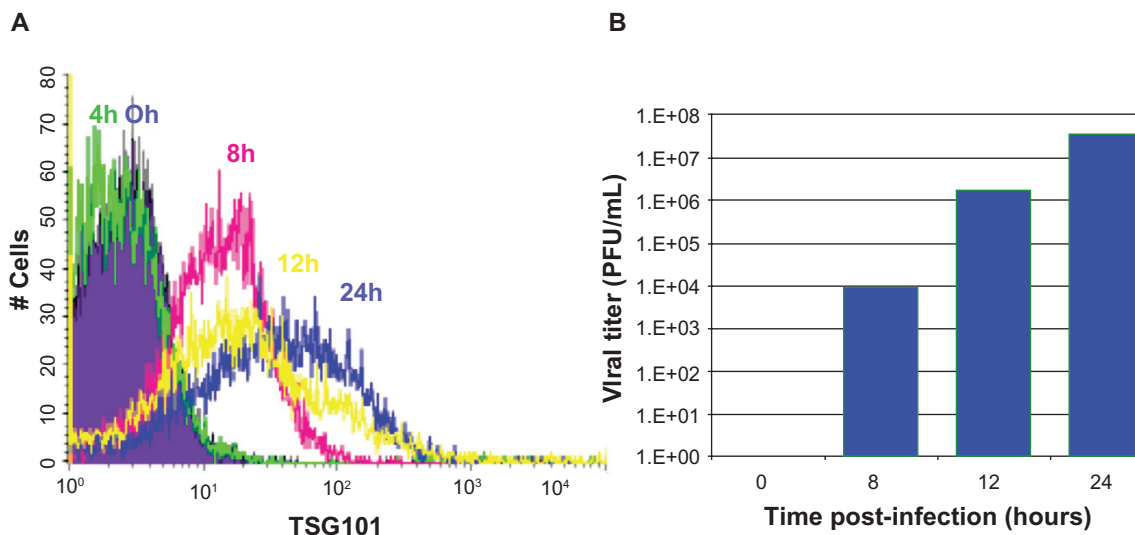 A
B
80
70
60
50
40
30
20
10
0
# Cells
4h Oh
8h
12h
24h
10⁰
10¹
10²
10³
10⁴
TSG101
1.E+08
1.E+07
1.E+06
1.E+05
1.E+04
1.E+03
1.E+02
1.E+01
1.E+00
VIral titer (PFU/mL)
0
8
12
24
Time post-infection (hours)